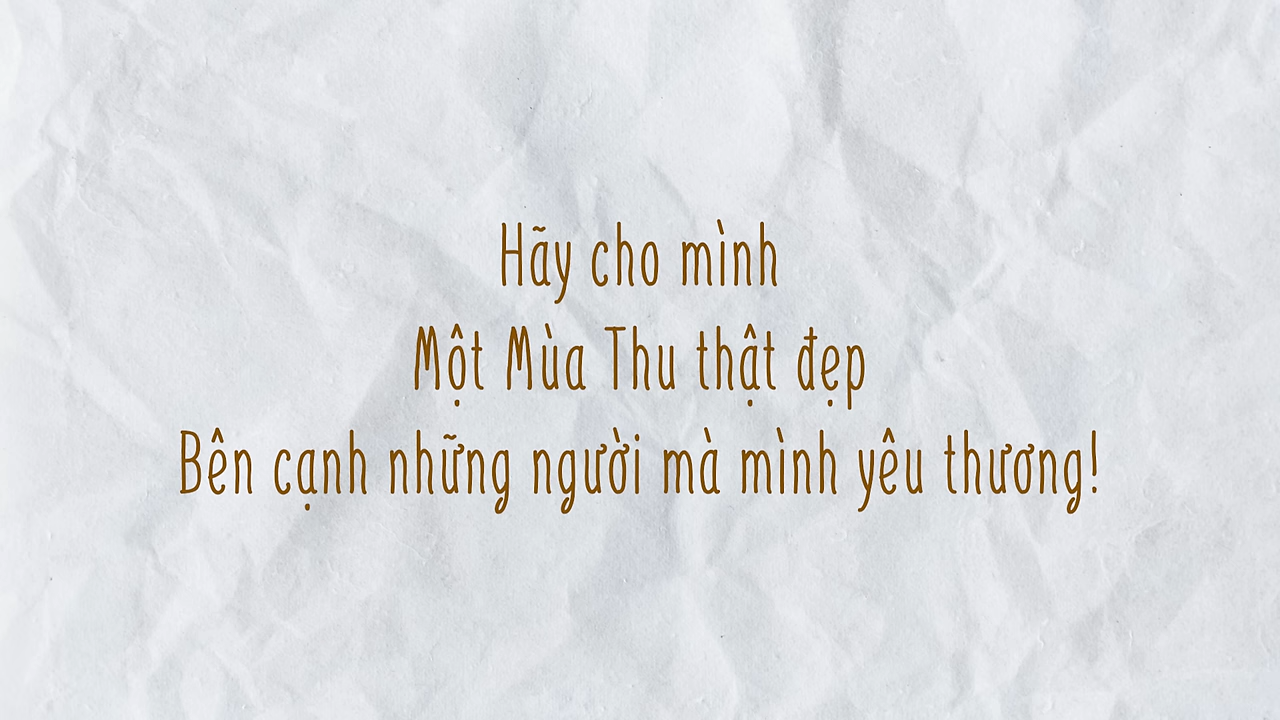 Hãy cho mình
Một Mùa Thu thật đẹp
Bên cạnh những người mà mình yêu thương!